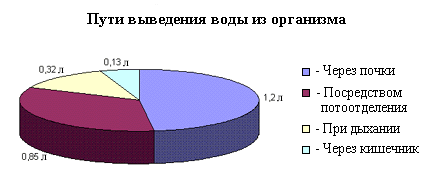 Пути выведения воды из организма
0,13 л
0,32 л
1,2 л
0,85 л
- Через почки
- Посредством
потоотделения
- При дыхании
- Через кишечник